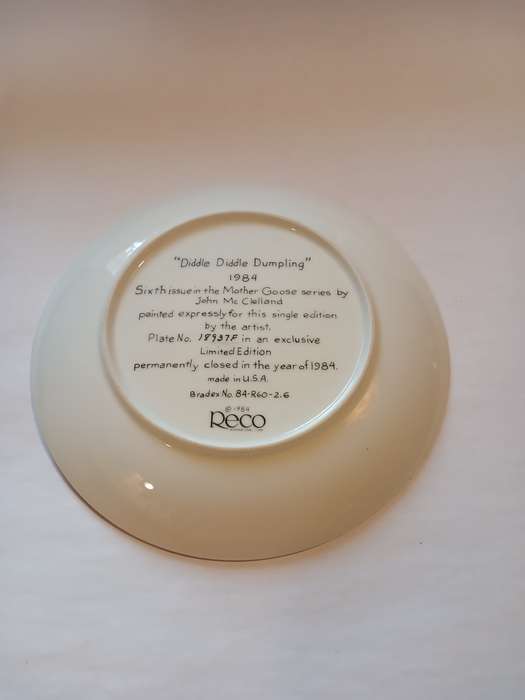 "Diddle Diddle Dumpling"
1984
Sixth issue in the Mother Goose series by
John McClelland
painted expressly for this single edition
by the artist.
Plate No. 18937F in an exclusive
Limited Edition
permanently closed in the year of 1984.
made in U.S.A.
Bradex No. 84-R60-2.6
© 1984
Reco